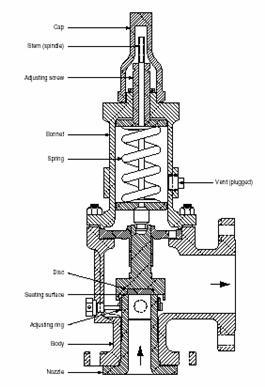 Cap
Stem (spindle)
Adjusting screw
Bonnet
Spring
Vent (plugged)
Disc
Seating surface
Adjusting ring
Body
Nozzle